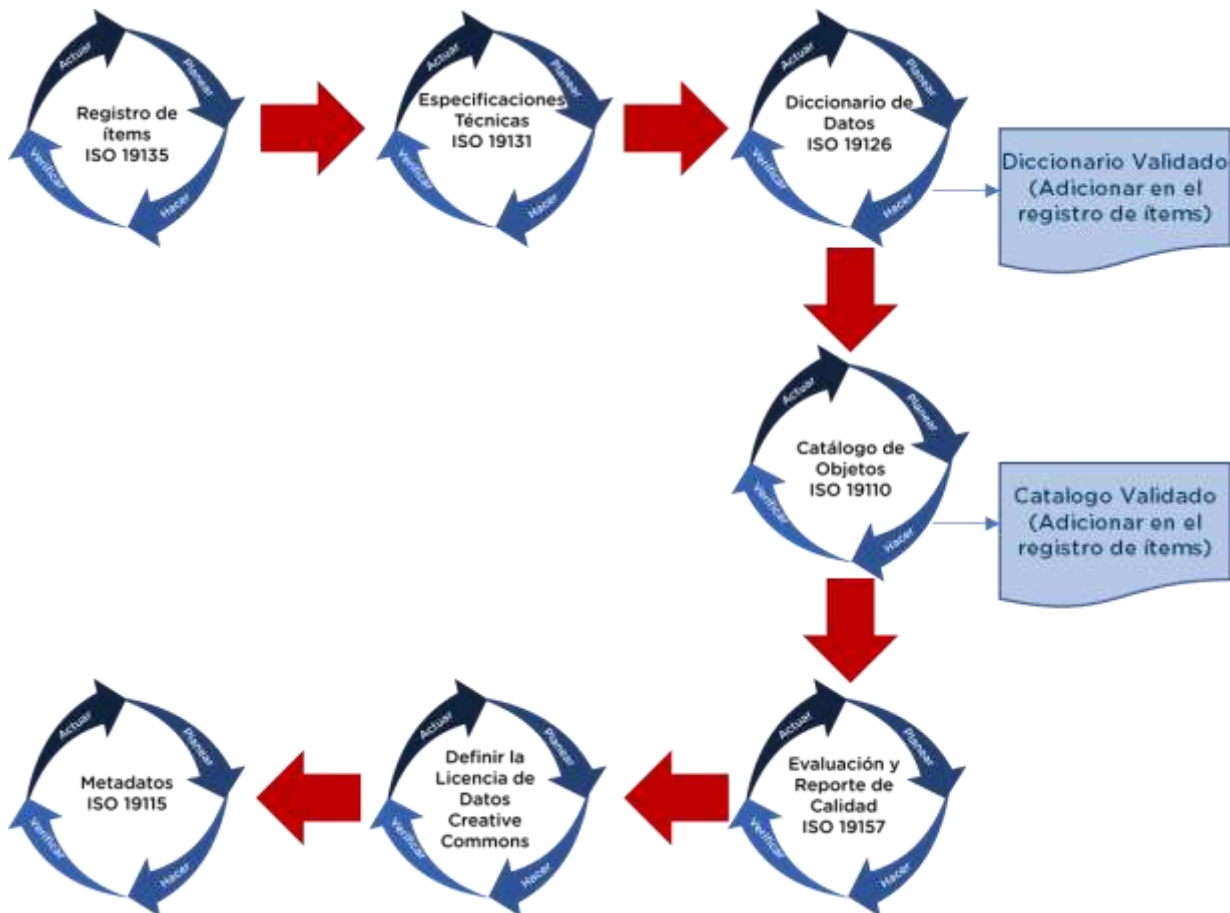 Actuar
Planear
Hacer
Verificar
Registro de
ítems
ISO 19135
Actuar
Planear
Hacer
Verificar
Especificaciones
Técnicas
ISO 19131
Actuar
Planear
Hacer
Verificar
Diccionario de
Datos
ISO 19126
Diccionario Validado
(Adicionar en el
registro de ítems)
Actuar
Planear
Hacer
Verificar
Catálogo de
Objetos
ISO 19110
Catalogo Validado
(Adicionar en el
registro de ítems)
Actuar
Planear
Hacer
Verificar
Metadatos
ISO 19115
Actuar
Planear
Hacer
Verificar
Definir la
Licencia de
Datos
Creative
Commons
Actuar
Planear
Hacer
Verificar
Evaluación y
Reporte de
Calidad
ISO 19157